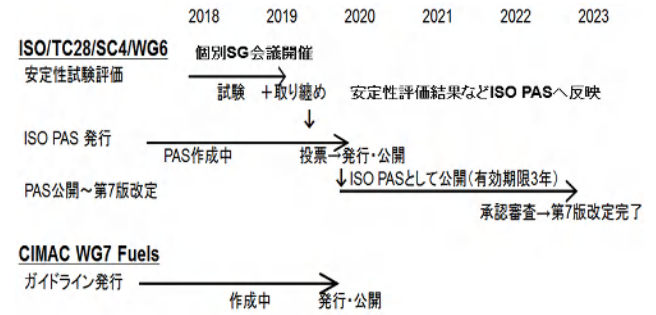 2018 2019 2020 2021 2022 2023
ISO/TC28/SC4/WG6
個別SG会議開催
安定性試験評価
試験 +取り纏め
安定性評価結果などISO PASへ反映
ISO PAS 発行
PAS作成中
投票→発行・公開
↓ISO PASとして公開(有効期限3年)
PAS公開~第7版改定
承認審査→第7版改定完了
CIMAC WG7 Fuels
ガイドライン発行
作成中
発行・公開